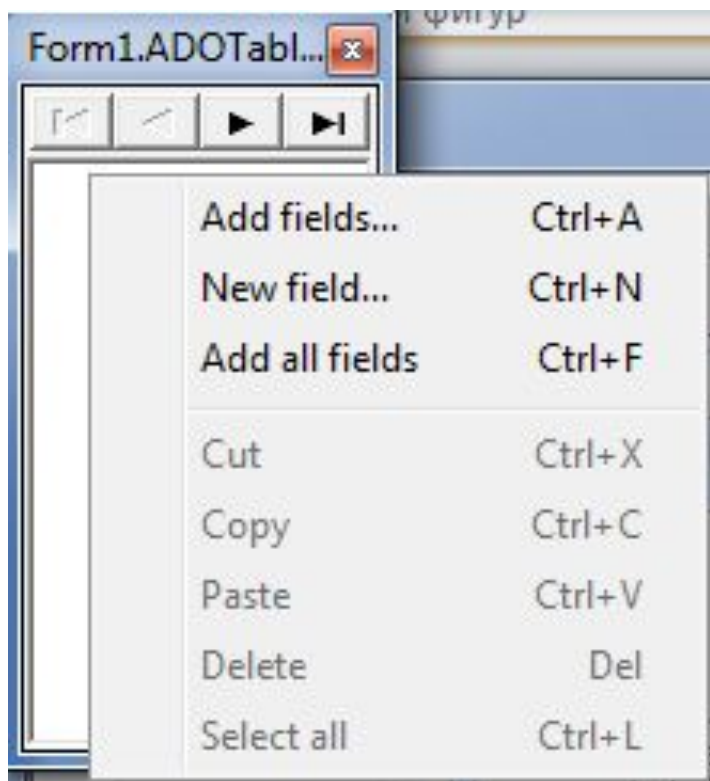 фигур
Form1.ADOTabl...
Add fields... Ctrl+A
New field... Ctrl+N
Add all fields Ctrl+F
Cut Ctrl+X
Copy Ctrl+C
Paste Ctrl+V
Delete Del
Select all Ctrl+L